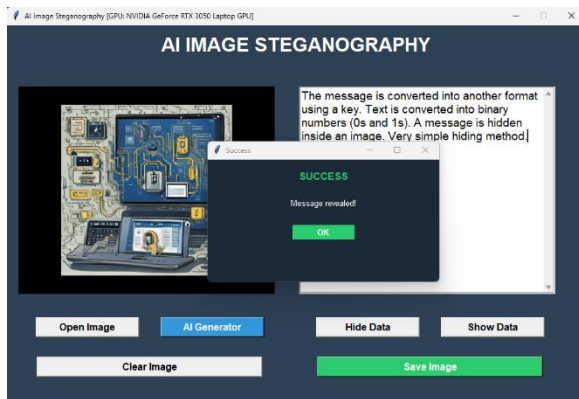 AI Image Steganography [GPU: NVIDIA GeForce RTX 3050 Laptop GPU]
AI IMAGE STEGANOGRAPHY
The message is converted into another format
using a key. Text is converted into binary
numbers (0s and 1s). A message is hidden
inside an image. Very simple hiding method.
Success
SUCCESS
Message revealed!
OK
Open Image
AI Generator
Hide Data
Show Data
Clear Image
Save Image